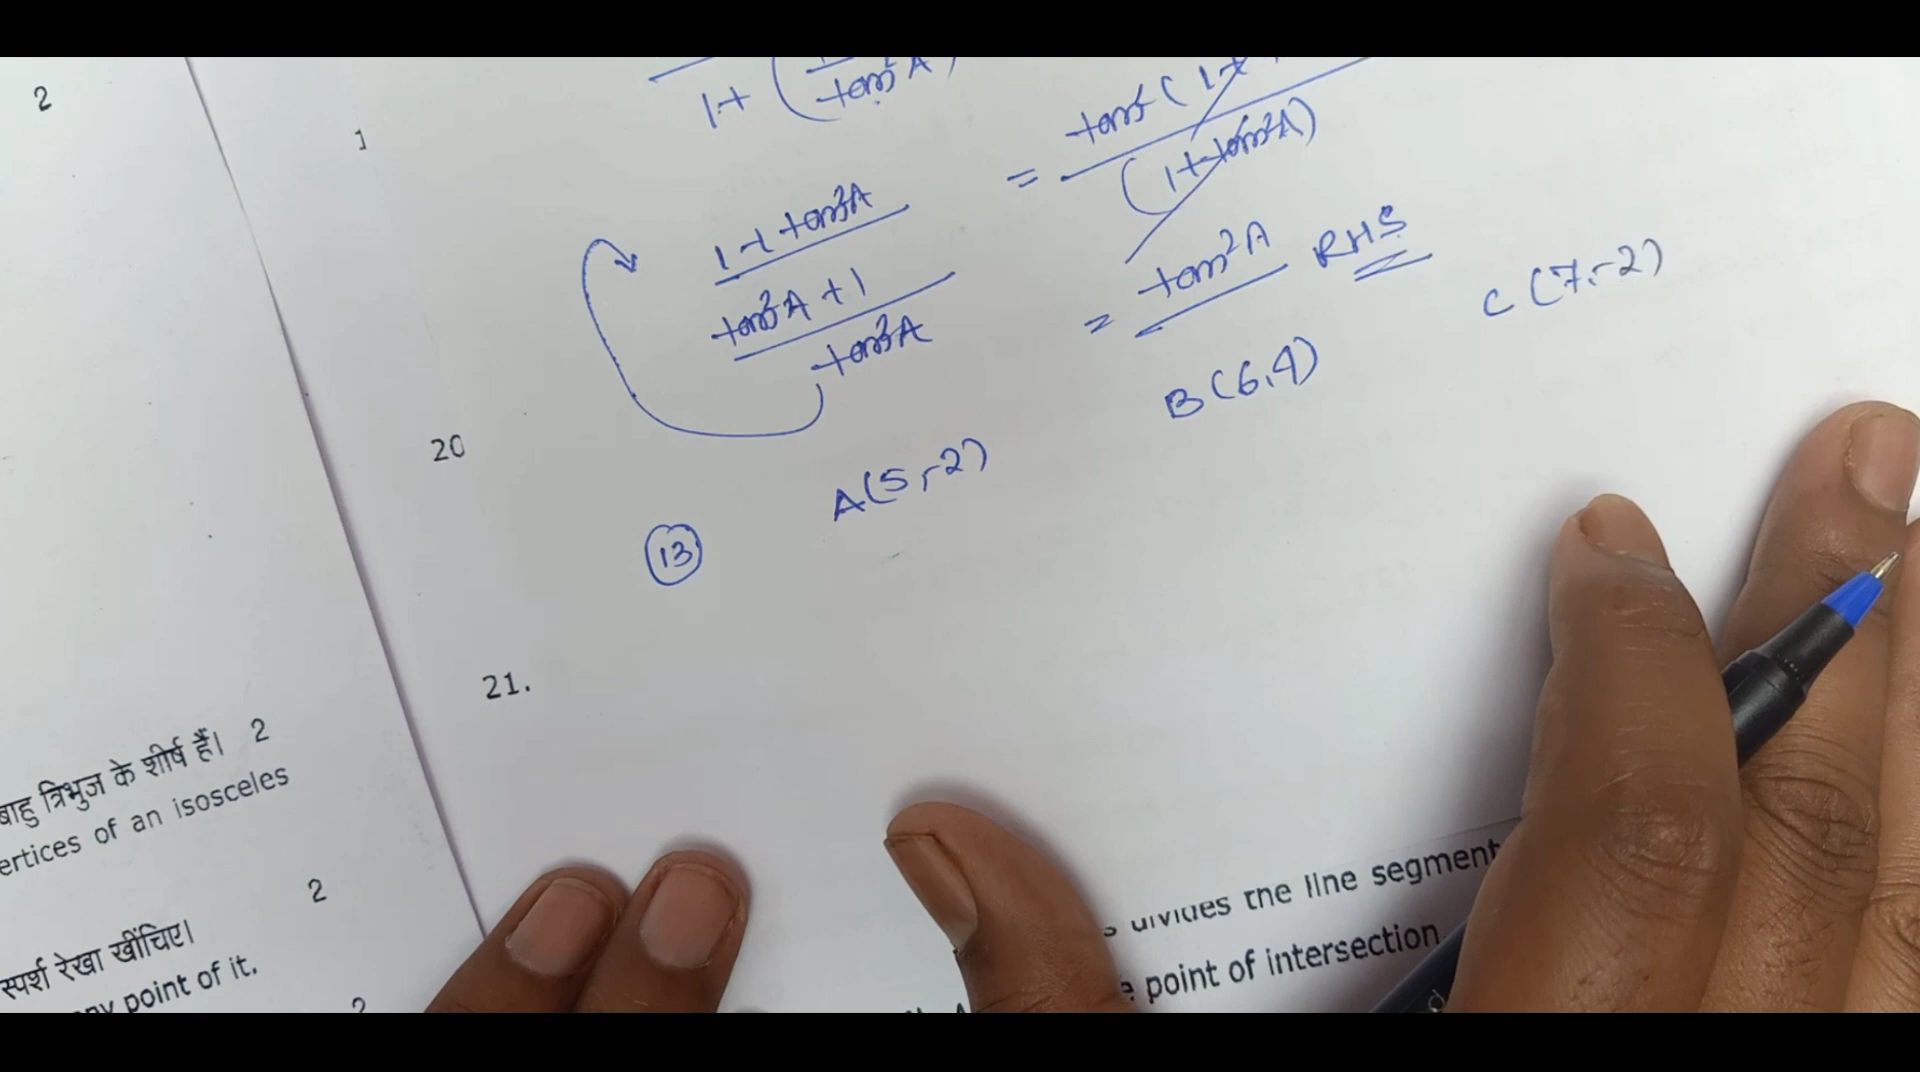 2
1
1+ ( tan²A )
= tan² ( 1+
(1+tan²A)
1+tan²A
tan²A +1
tan²A
= tan²A RHS
20
A(5,-2) B(6,4) C(7,-2)
13
21.
बाहु त्रिभुज के शीर्ष हैं। 2
ertices of an isosceles
2
स्पर्श रेखा खींचिए।
ny point of it.
2
divides the line segment
point of intersection